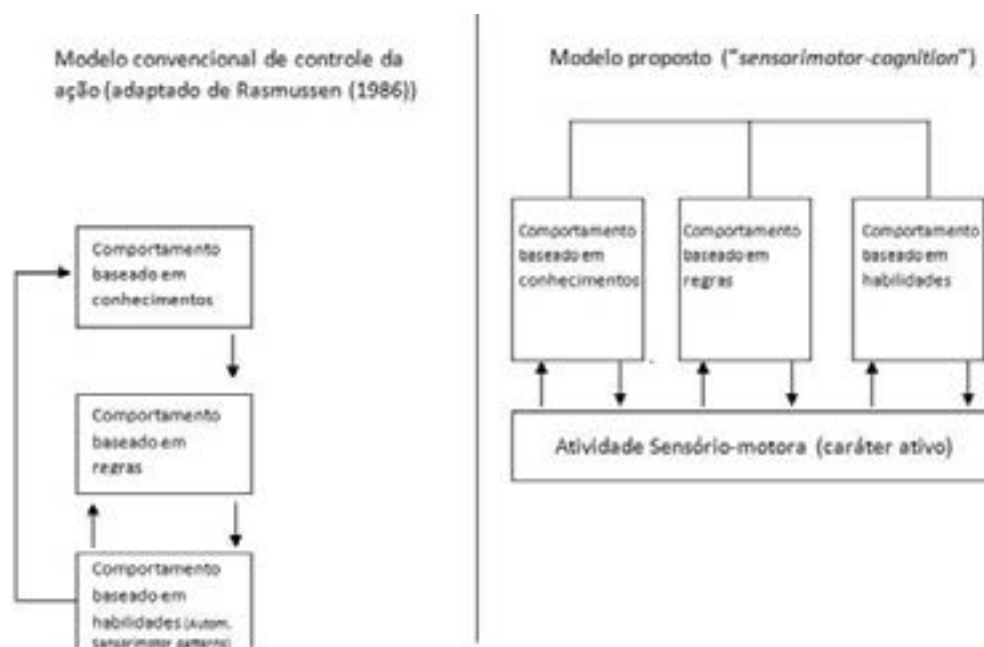 Modelo convencional de controle da
ação (adaptado de Rasmussen (1986))
Comportamento
baseado em
conhecimentos
Comportamento
baseado em
regras
Comportamento
baseado em
habilidades (Autom.
Sensorimotor patterns)
Modelo proposto ("sensorimotor-cognition")
Comportamento
baseado em
conhecimentos
Comportamento
baseado em
regras
Comportamento
baseado em
habilidades
Atividade Sensório-motora (caráter ativo)